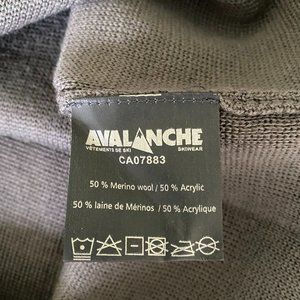 AVALANCHE
VÊTEMENTS DE SKI SKIWEAR
CA07883
50 % Merino wool / 50 % Acrylic
50 % laine de Mérinos / 50 % Acrylique